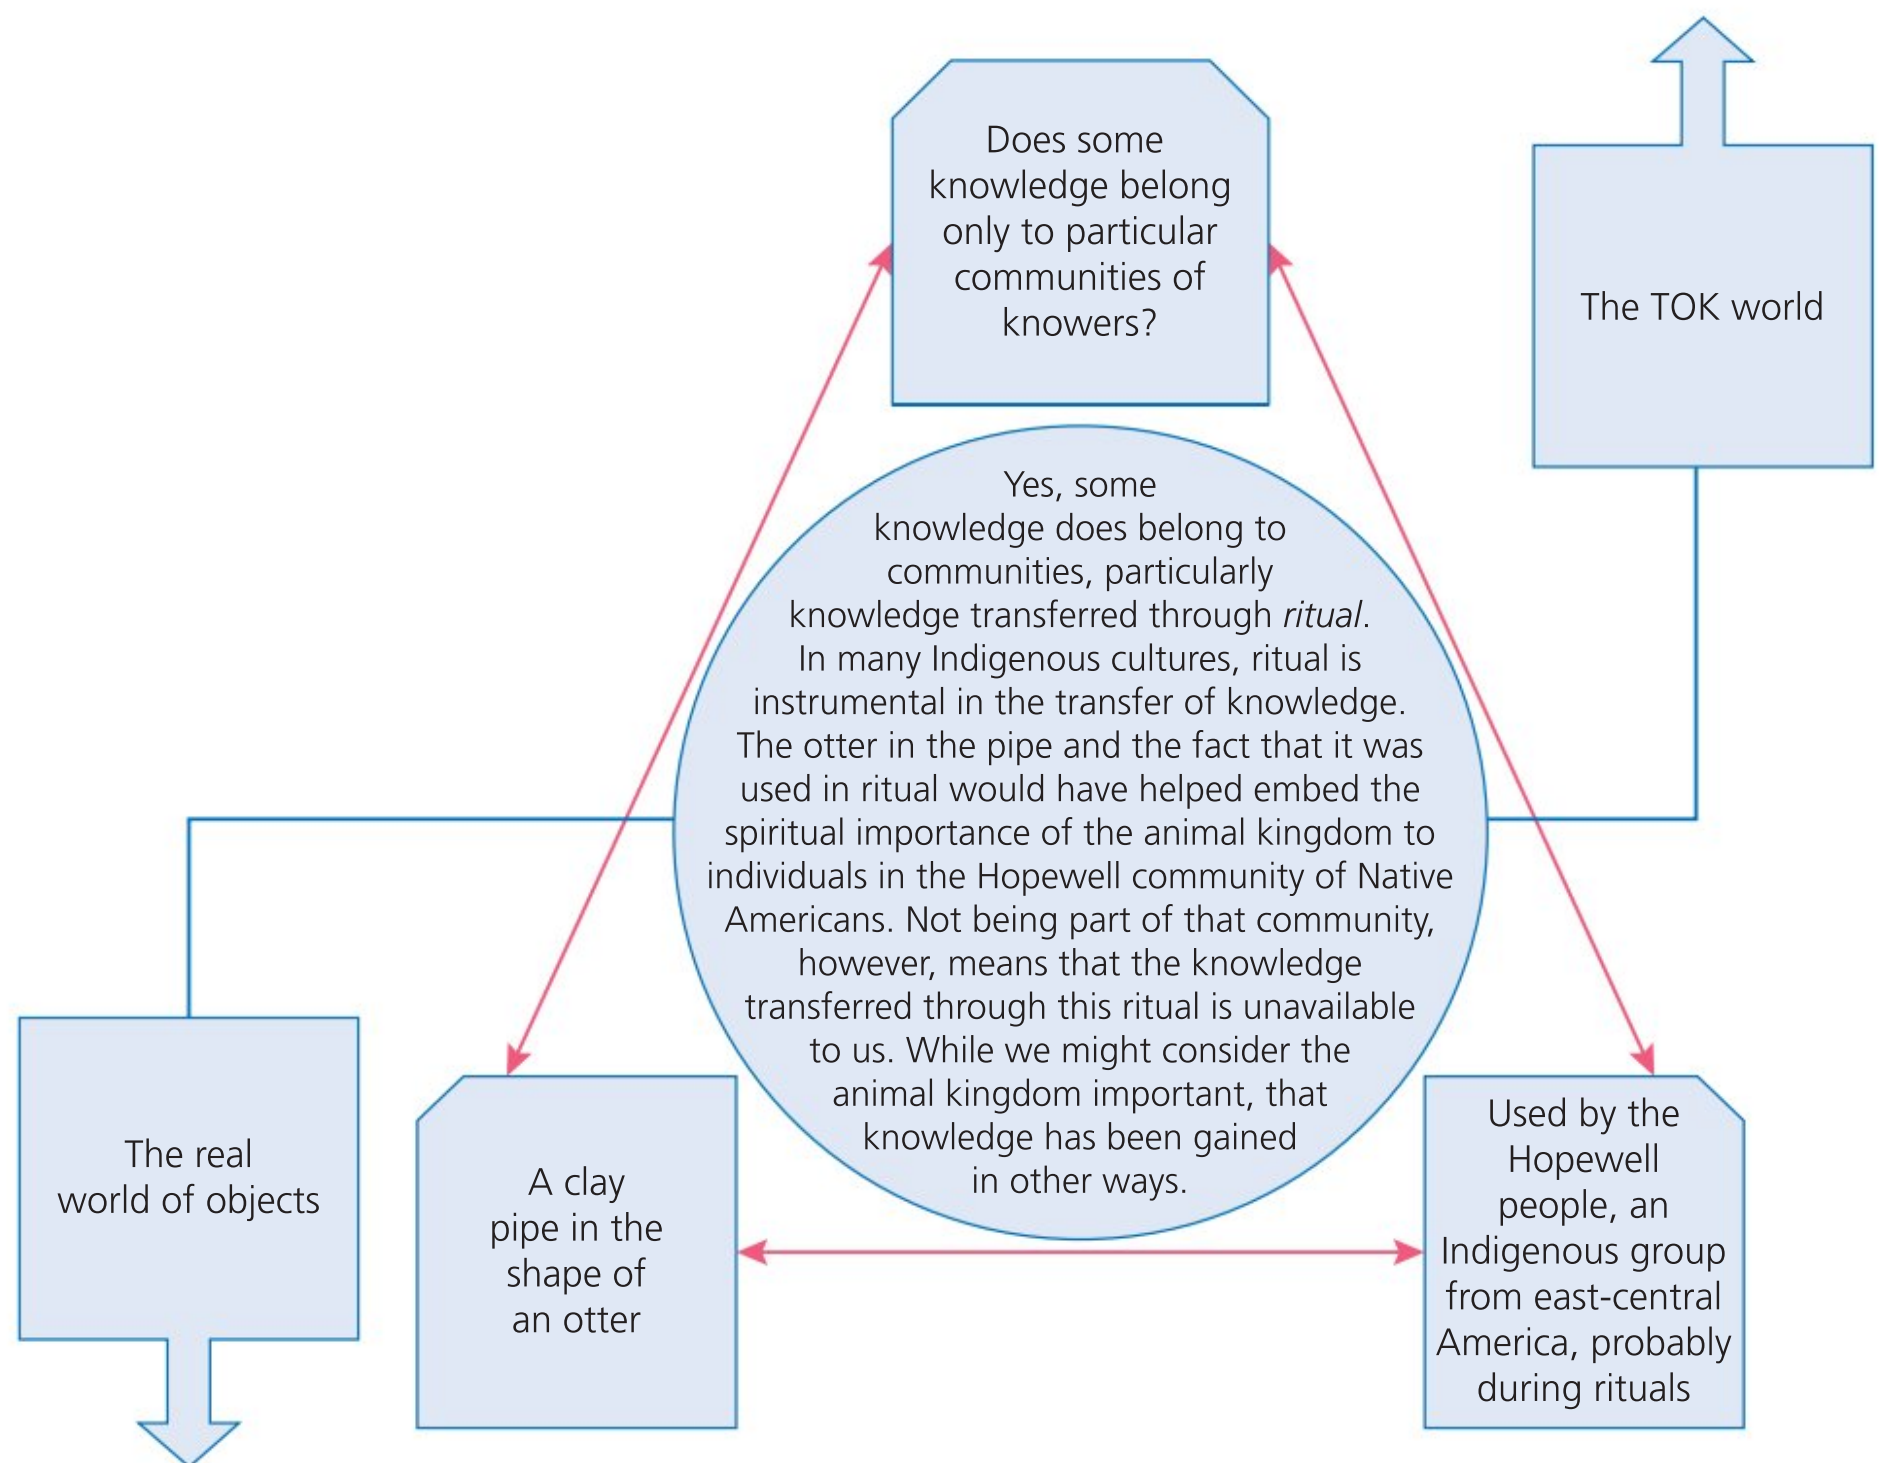 Does some
knowledge belong
only to particular
communities of
knowers?
The TOK world
Yes, some
knowledge does belong to
communities, particularly
knowledge transferred through ritual.
In many Indigenous cultures, ritual is
instrumental in the transfer of knowledge.
The otter in the pipe and the fact that it was
used in ritual would have helped embed the
spiritual importance of the animal kingdom to
individuals in the Hopewell community of Native
Americans. Not being part of that community,
however, means that the knowledge
transferred through this ritual is unavailable
to us. While we might consider the
animal kingdom important, that
knowledge has been gained
in other ways.
The real
world of objects
A clay
pipe in the
shape of
an otter
Used by the
Hopewell
people, an
Indigenous group
from east-central
America, probably
during rituals